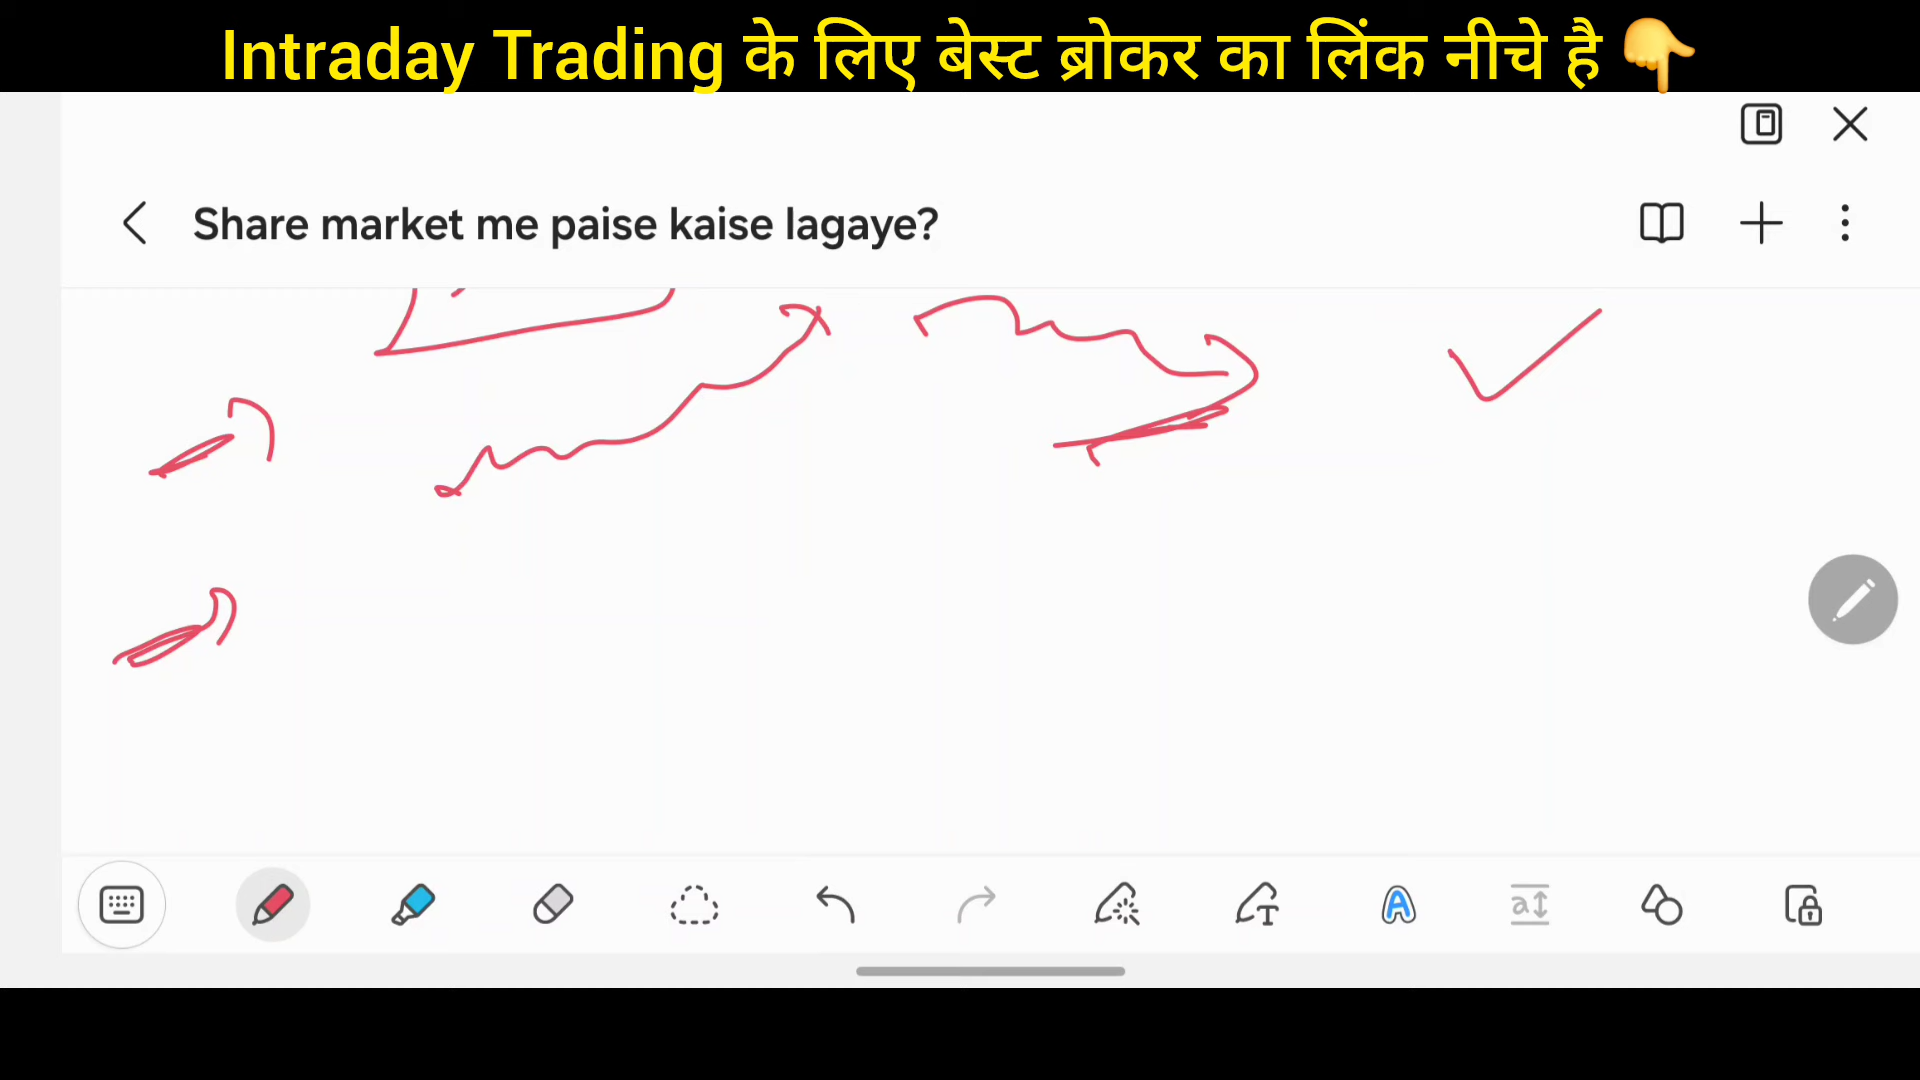 Intraday Trading के लिए बेस्ट ब्रोकर का लिंक नीचे है 👇
Share market me paise kaise lagaye?